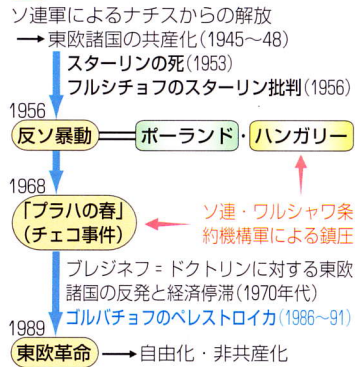 ソ連軍によるナチスからの解放
→東欧諸国の共産化(1945〜48)
スターリンの死(1953)
フルシチョフのスターリン批判(1956)
1956
反ソ暴動 ポーランド・ハンガリー
1968
「プラハの春」
(チェコ事件)
ソ連・ワルシャワ条
約機構軍による鎮圧
ブレジネフ=ドクトリンに対する東欧
諸国の反発と経済停滞(1970年代)
ゴルバチョフのペレストロイカ(1986〜91)
1989
東欧革命→自由化・非共産化